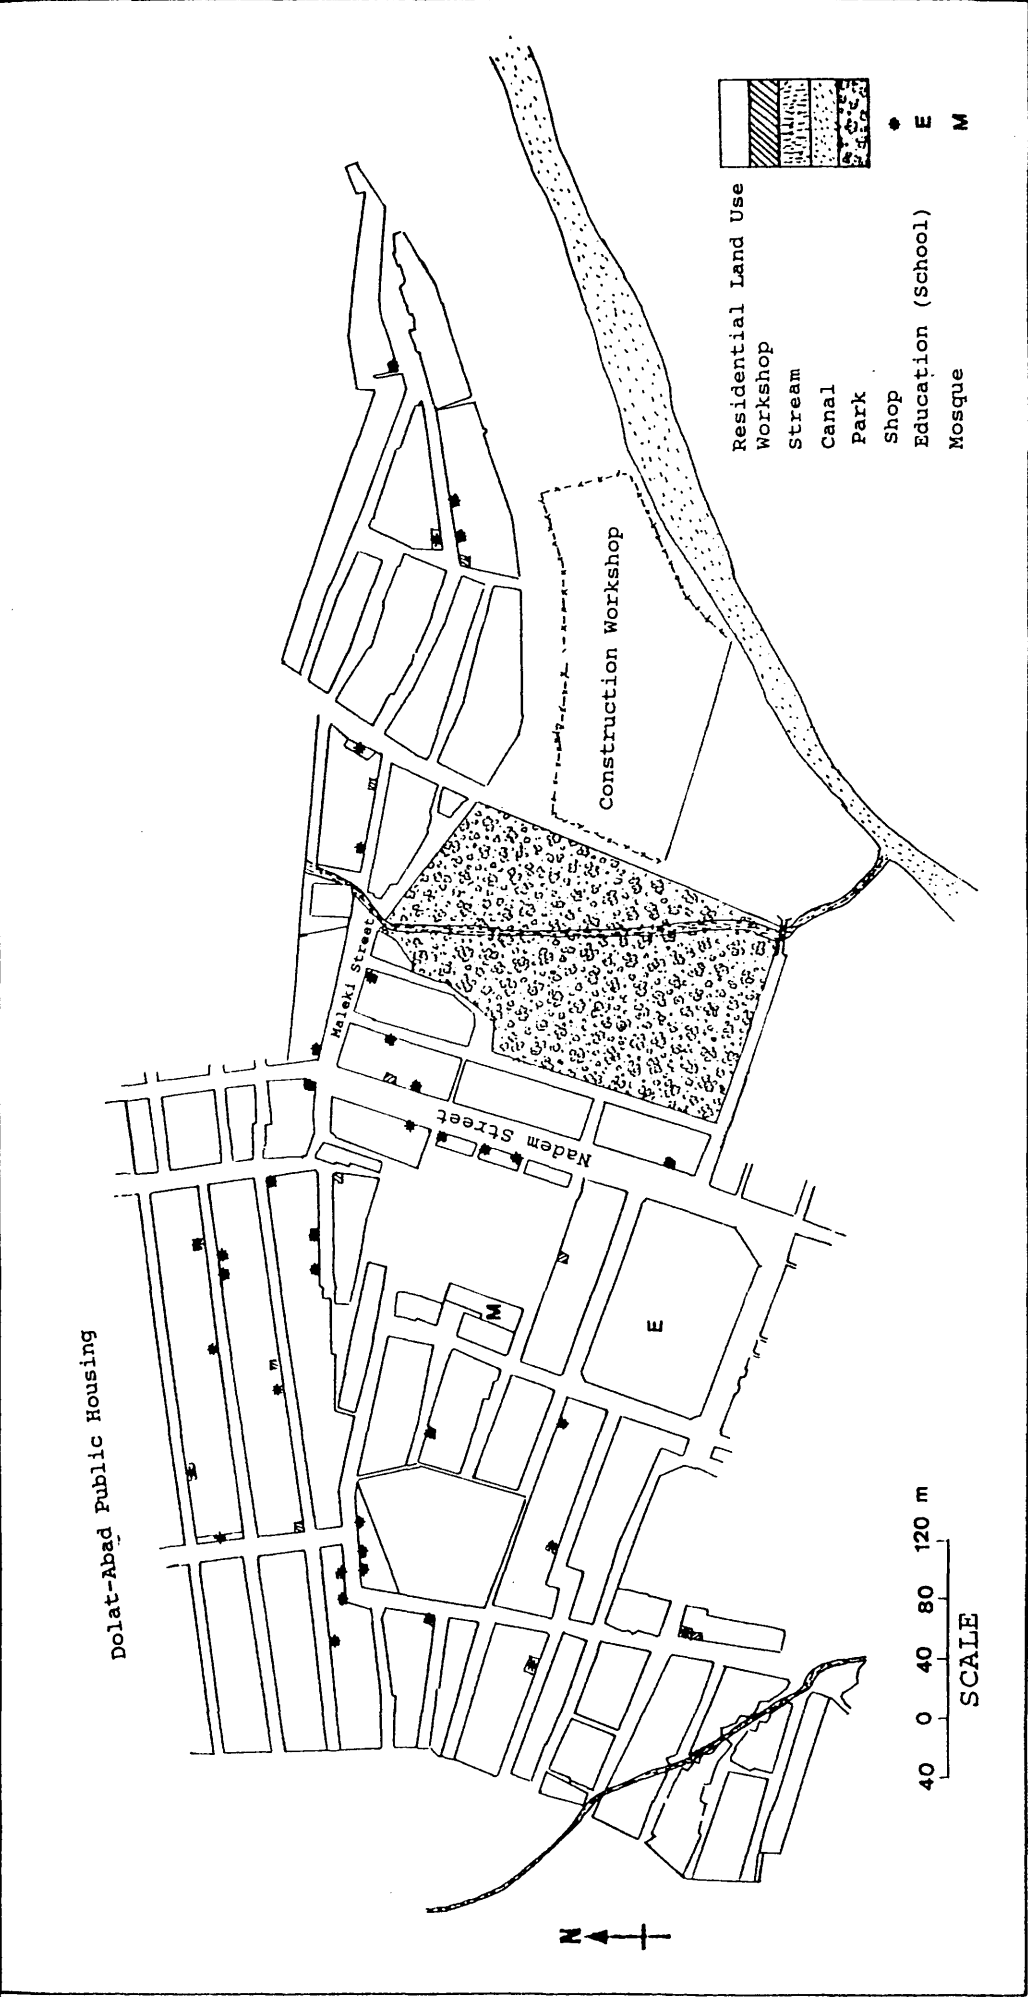 Dolat-Abad Public Housing
Maleki Street
Nadem Street
M
E
Construction Workshop
Residential Land Use
Workshop
Stream
Canal
Park
Shop
Education (School)
E
Mosque
M
N
40 0 40 80 120 m
SCALE